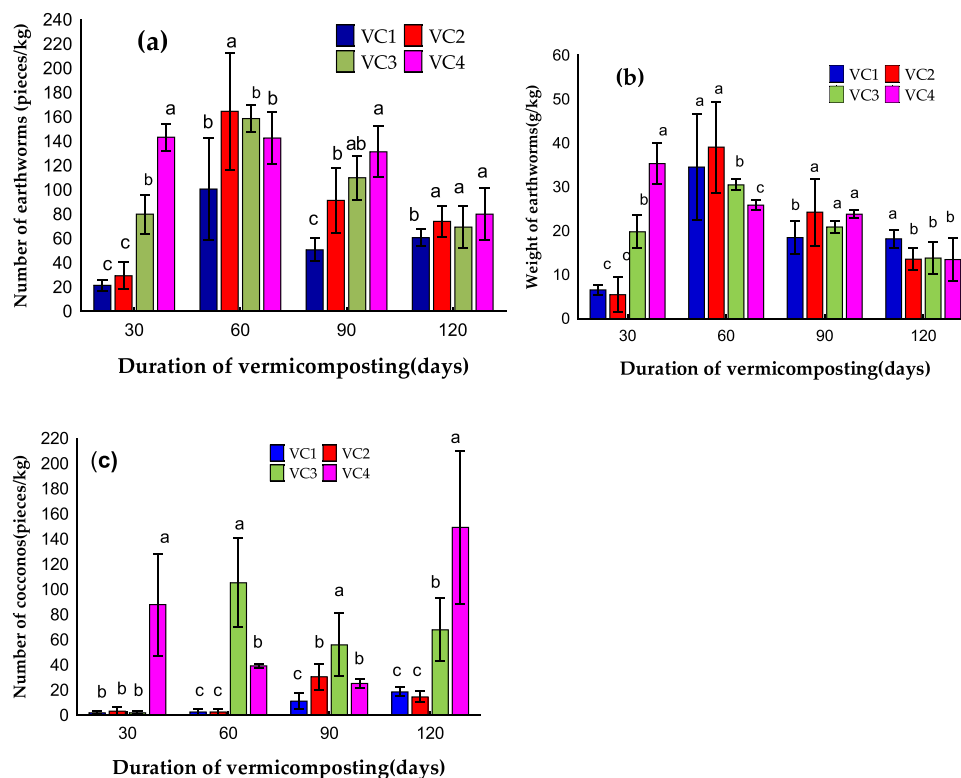 (a)
VC1 VC2
VC3 VC4
Number of earthworms (pieces/kg)
240
220
200
180
160
140
120
100
80
60
40
20
0
c c b a
b a b b
c b ab a
b a a a
30 60 90 120
Duration of vermicomposting(days)
(b)
VC1 VC2
VC3 VC4
Weight of earthworms(g/kg)
60
50
40
30
20
10
0
c c b a
a a b c
b a b a
a b b b
30 60 90 120
Duration of vermicomposting(days)
(c)
VC1 VC2
VC3 VC4
Number of cocconos(pieces/kg)
220
200
180
160
140
120
100
80
60
40
20
0
b b b a
c c a b
c b a b
c c b a
30 60 90 120
Duration of vermicomposting(days)